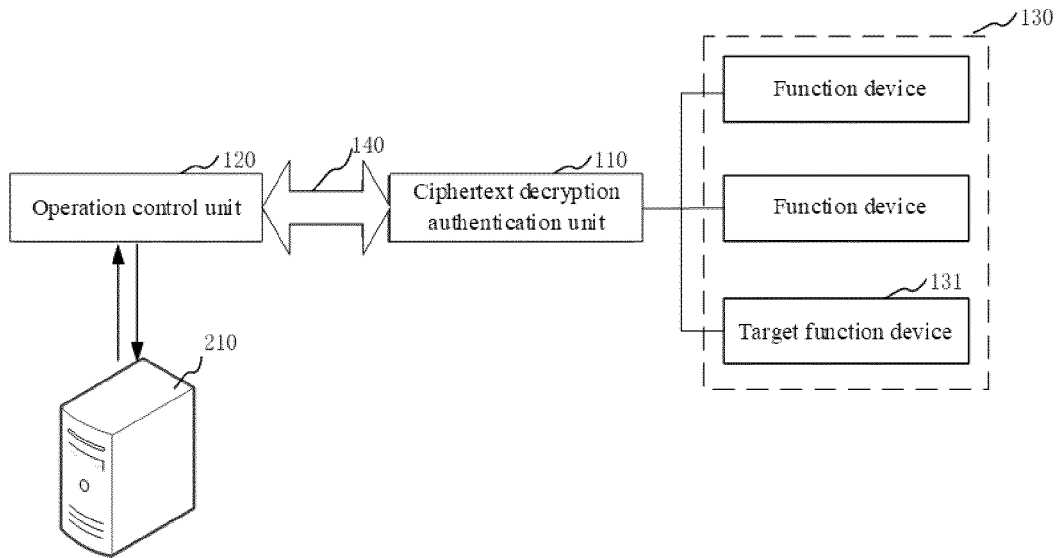 130
Function device
140
120
110
Operation control unit
Ciphertext decryption
authentication unit
Function device
131
Target function device
210